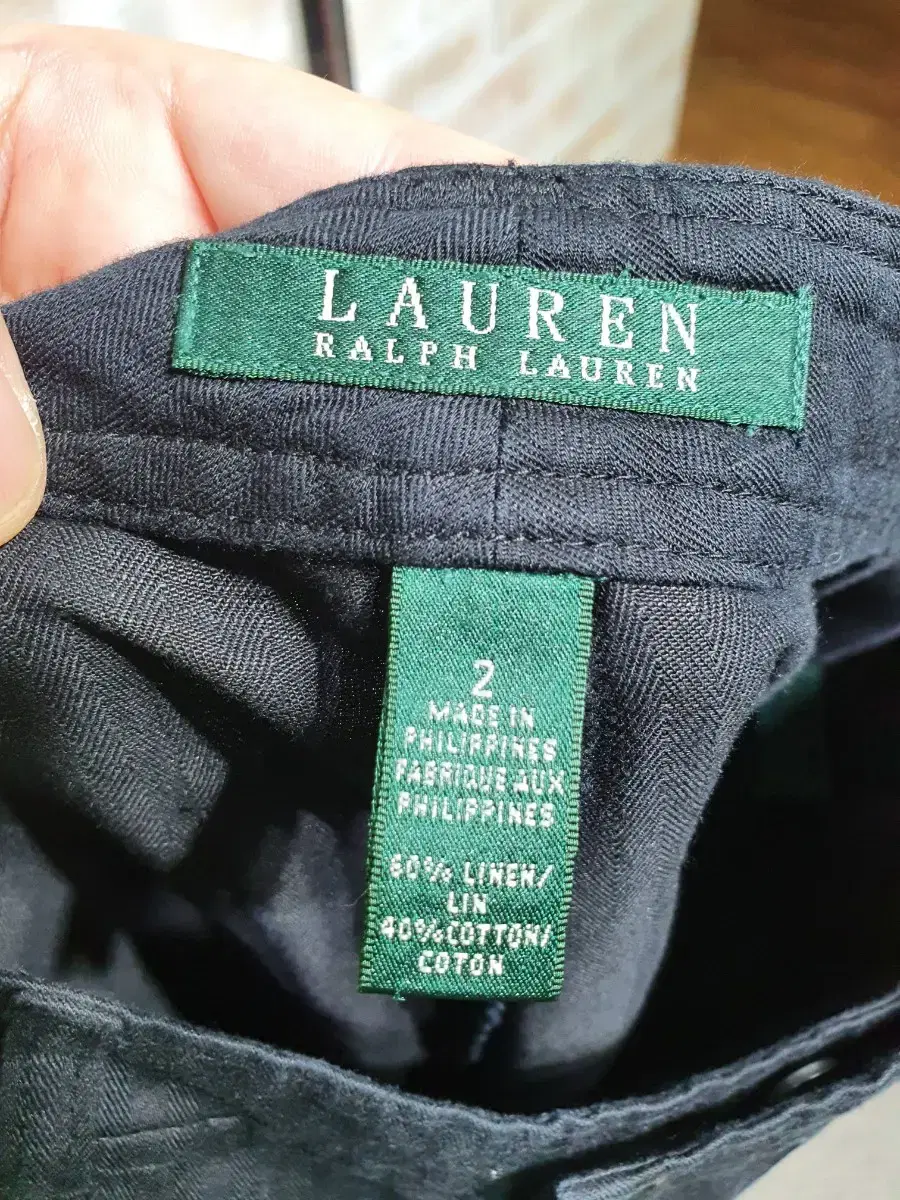 LAUREN
RALPH LAUREN
2
MADE IN
PHILIPPINES
FABRIQUE AUX
PHILIPPINES
60% LINEN/
LIN
40% COTTON/
COTON